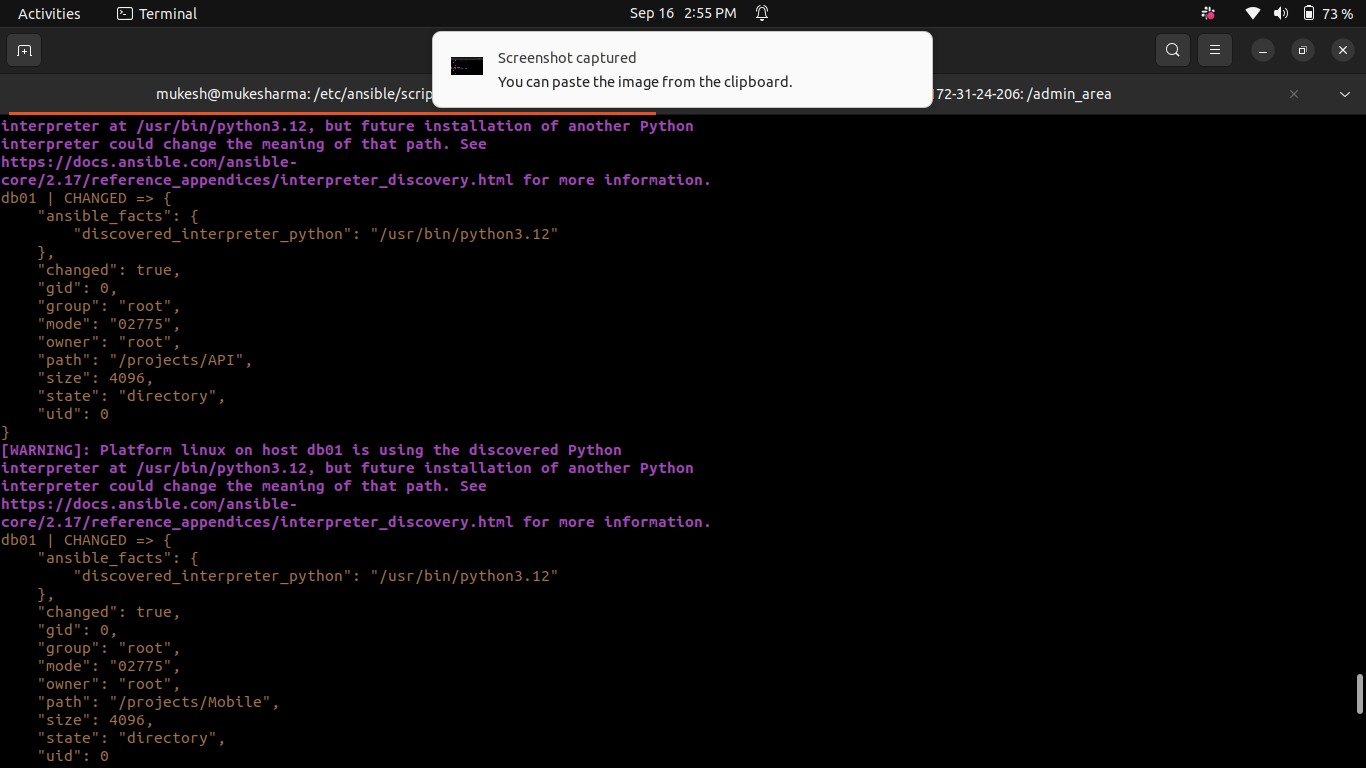 Activities
Terminal
Sep 16 2:55 PM
73 %
Screenshot captured
You can paste the image from the clipboard.
mukesh@mukesharma: /etc/ansible/scrip
72-31-24-206: /admin_area
interpreter at /usr/bin/python3.12, but future installation of another Python
interpreter could change the meaning of that path. See
https://docs.ansible.com/ansible-
core/2.17/reference_appendices/interpreter_discovery.html for more information.
db01 | CHANGED => {
    "ansible_facts": {
        "discovered_interpreter_python": "/usr/bin/python3.12"
    },
    "changed": true,
    "gid": 0,
    "group": "root",
    "mode": "02775",
    "owner": "root",
    "path": "/projects/API",
    "size": 4096,
    "state": "directory",
    "uid": 0
}
[WARNING]: Platform linux on host db01 is using the discovered Python
interpreter at /usr/bin/python3.12, but future installation of another Python
interpreter could change the meaning of that path. See
https://docs.ansible.com/ansible-
core/2.17/reference_appendices/interpreter_discovery.html for more information.
db01 | CHANGED => {
    "ansible_facts": {
        "discovered_interpreter_python": "/usr/bin/python3.12"
    },
    "changed": true,
    "gid": 0,
    "group": "root",
    "mode": "02775",
    "owner": "root",
    "path": "/projects/Mobile",
    "size": 4096,
    "state": "directory",
    "uid": 0